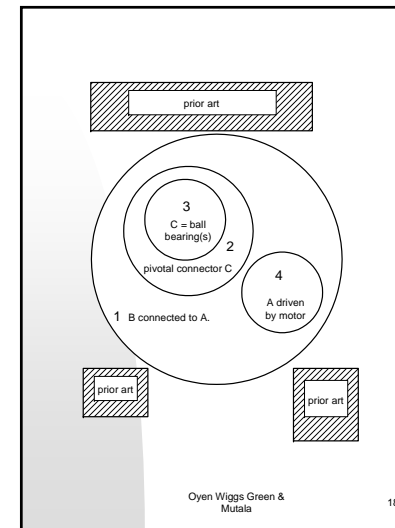 prior art
3
C = ball
bearing(s)
2
pivotal connector C
4
A driven
by motor
1 B connected to A.
prior art
prior art
Oyen Wiggs Green &
Mutala
18